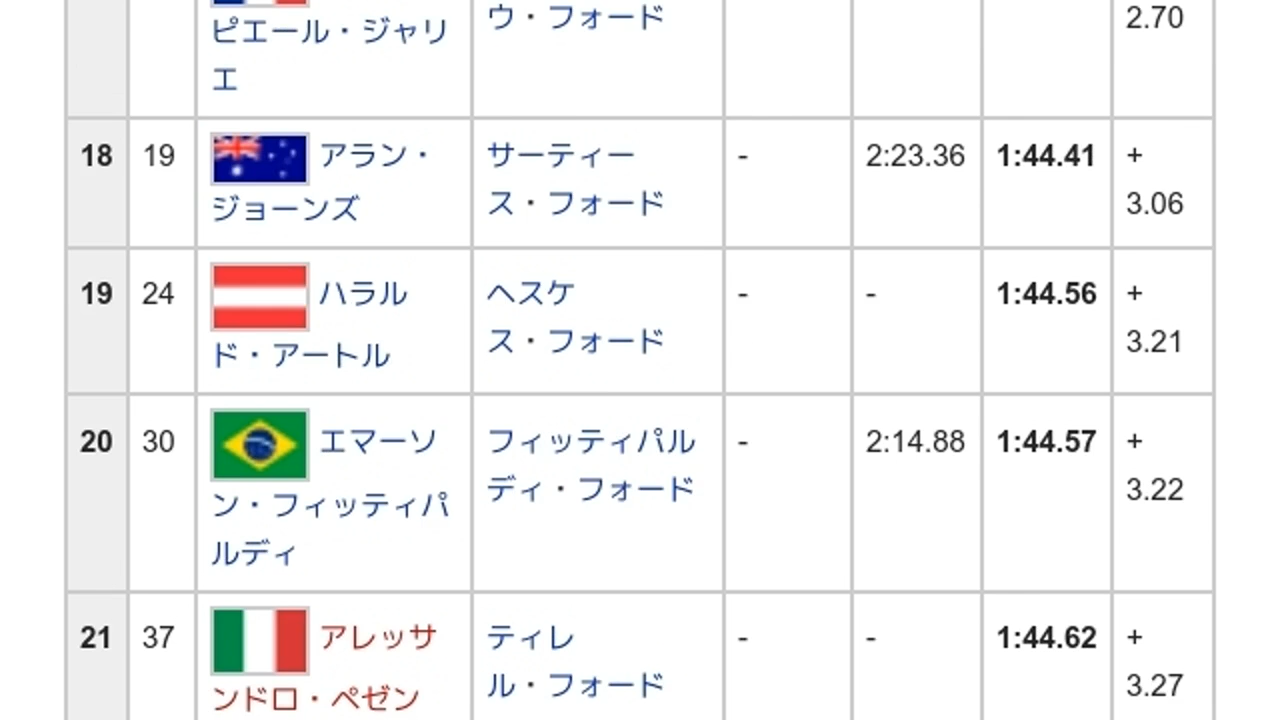 ピエール・ジャリ ウ・フォード 2.70
エ
18 19 アラン・ サーティー - 2:23.36 1:44.41 +
ジョーンズ ス・フォード 3.06
19 24 ハラル ヘスケ - - 1:44.56 +
ド・アートル ス・フォード 3.21
20 30 エマーソ フィッティパル - 2:14.88 1:44.57 +
ン・フィッティパ ディ・フォード 3.22
ルディ
21 37 アレッサ ティレ - - 1:44.62 +
ンドロ・ペゼン ル・フォード 3.27